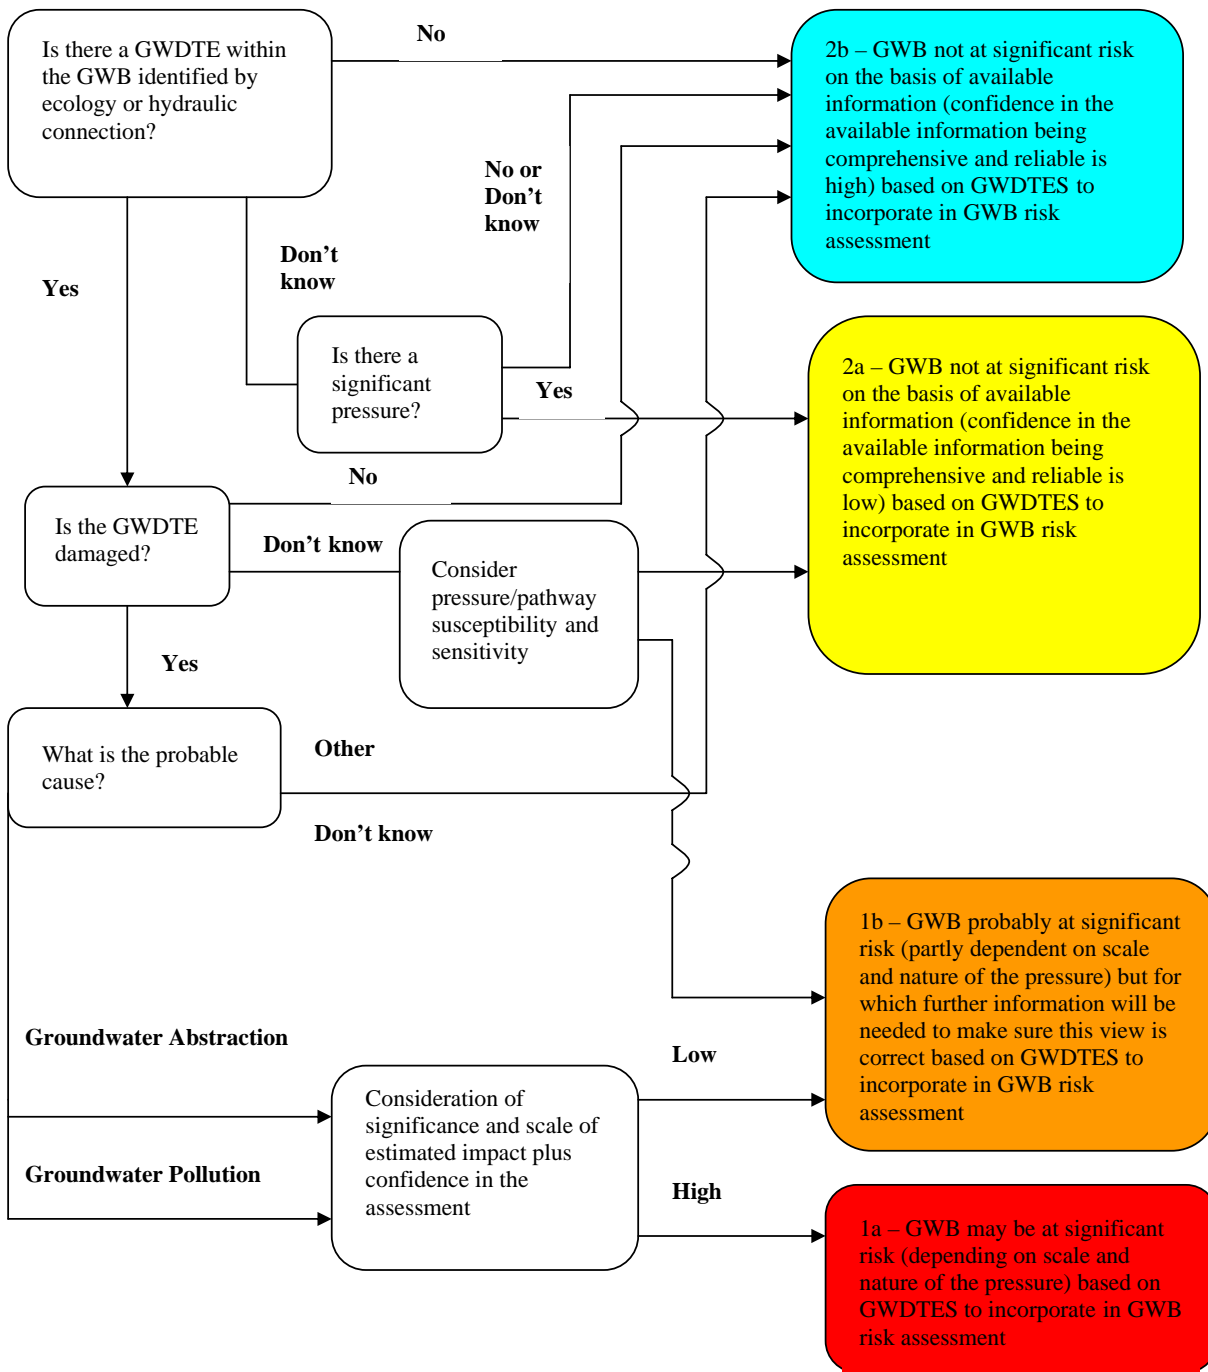 Is there a GWDTE within
the GWB identified by
ecology or hydraulic
connection?
No
2b – GWB not at significant risk
on the basis of available
information (confidence in the
available information being
comprehensive and reliable is
high) based on GWDTES to
incorporate in GWB risk
assessment
No or
Don't
know
Don't
know
Yes
Is there a
significant
pressure?
Yes
2a – GWB not at significant risk
on the basis of available
information (confidence in the
available information being
comprehensive and reliable is
low) based on GWDTES to
incorporate in GWB risk
assessment
No
Is the GWDTE
damaged?
Don't know
Consider
pressure/pathway
susceptibility and
sensitivity
Yes
What is the probable
cause?
Other
Don't know
1b – GWB probably at significant
risk (partly dependent on scale
and nature of the pressure) but for
which further information will be
needed to make sure this view is
correct based on GWDTES to
incorporate in GWB risk
assessment
Groundwater Abstraction
Low
Consideration of
significance and scale of
estimated impact plus
confidence in the
assessment
Groundwater Pollution
High
1a – GWB may be at significant
risk (depending on scale and
nature of the pressure) based on
GWDTES to incorporate in GWB
risk assessment